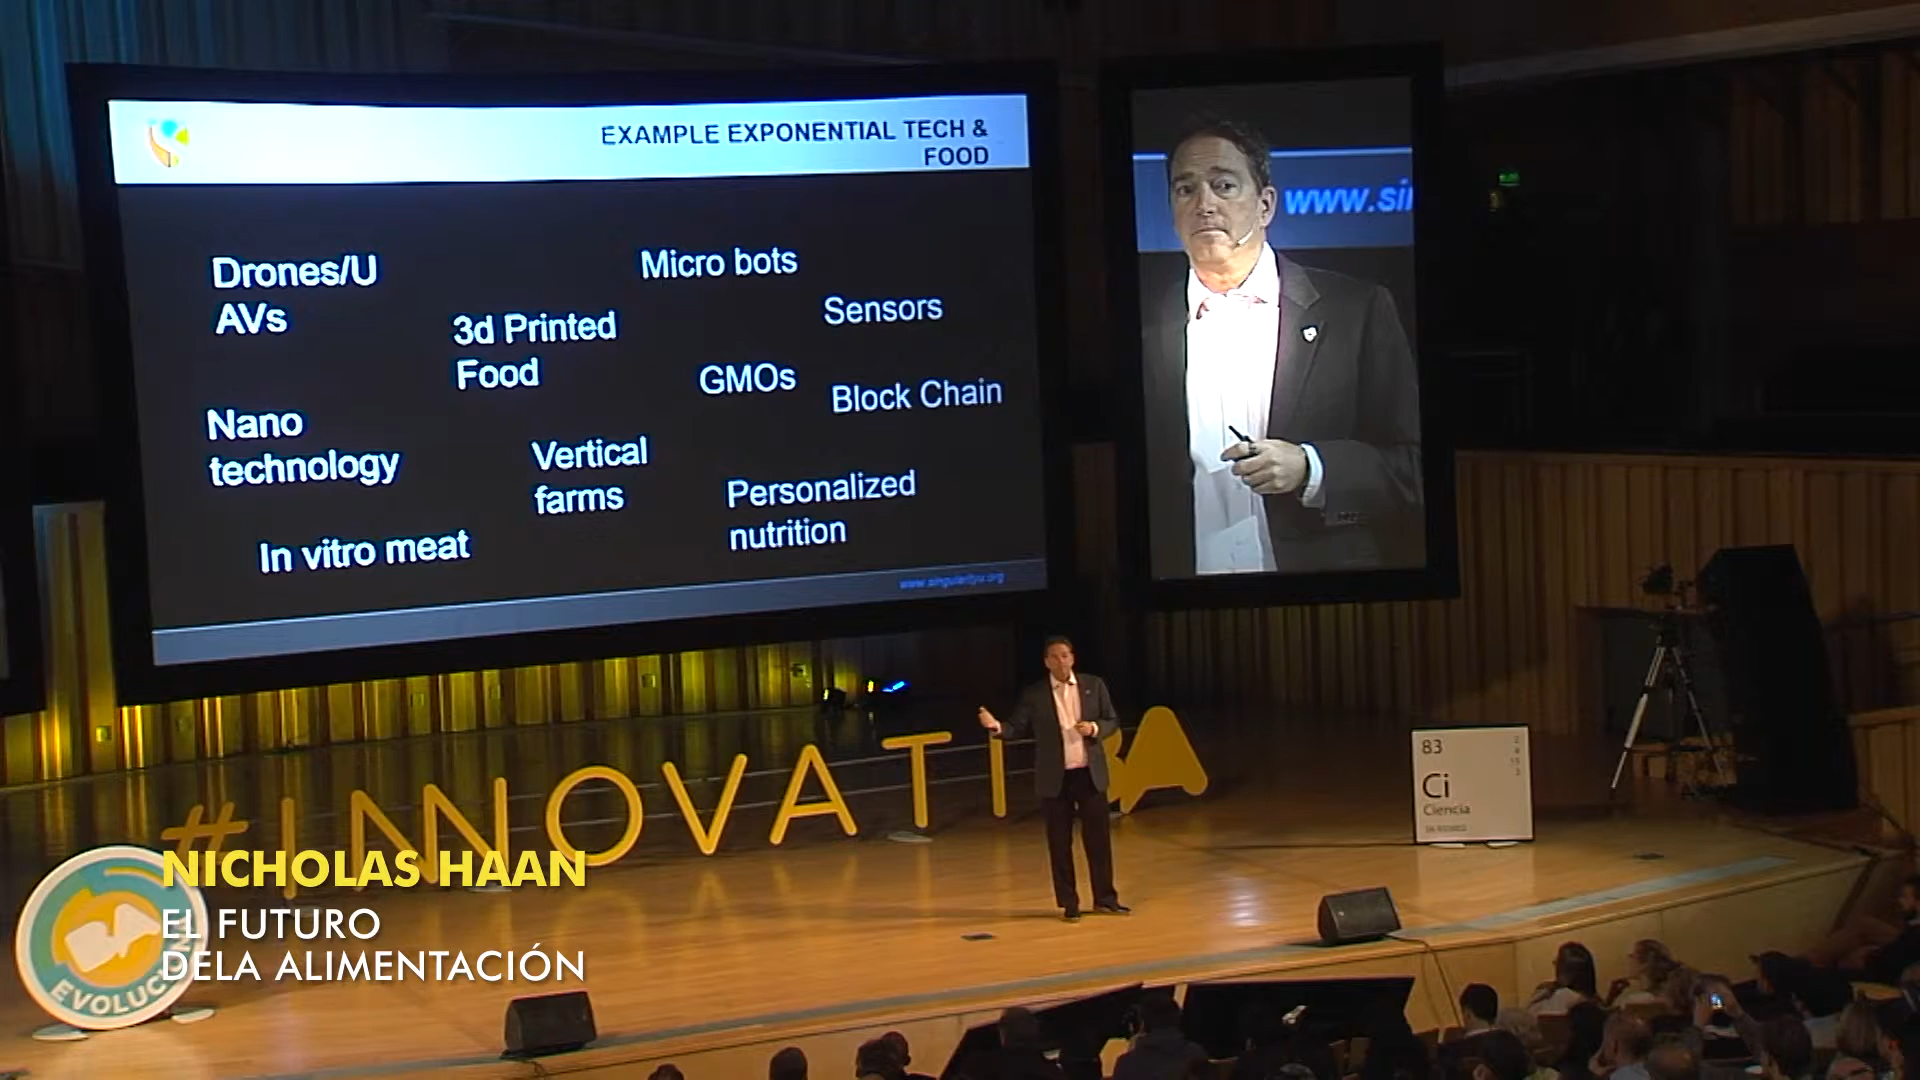 EXAMPLE EXPONENTIAL TECH &
FOOD
Drones/U
AVs
Micro bots
3d Printed
Food
Sensors
GMOs
Block Chain
Nano
technology
Vertical
farms
Personalized
nutrition
In vitro meat
www.singularityu.org
www.si
#INNOVATI
BA
83
Ci
Ciencia
NICHOLAS HAAN
EL FUTURO
DELA ALIMENTACIÓN
EVOLUC